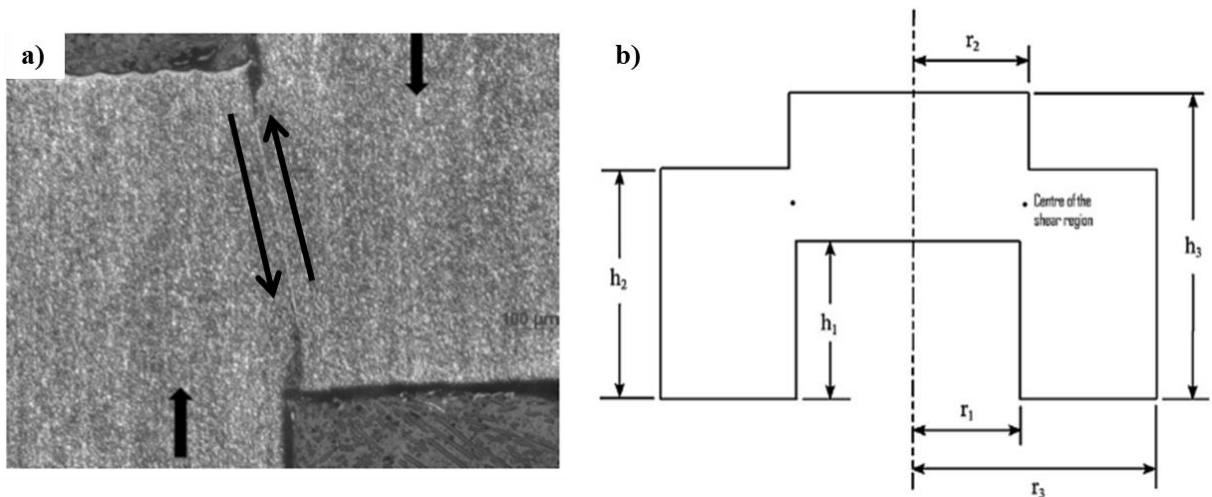 a)
100 µm
b)
r2
Centre of the
shear region
h2
h1
h3
r1
r3